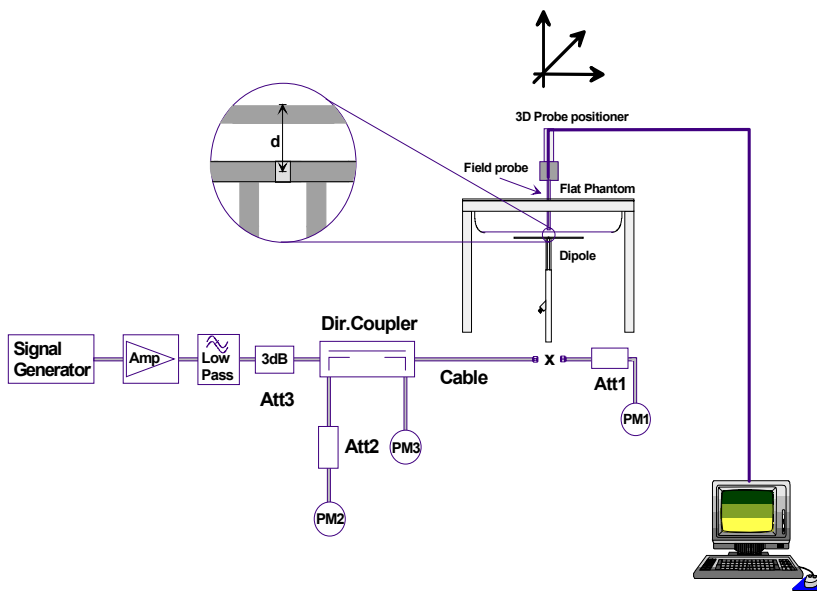 3D Probe positioner
d
Field probe
Flat Phantom
Dipole
Dir.Coupler
Signal
Generator
Amp
Low
Pass
3dB
Att3
Cable
x
Att1
PM1
Att2
PM3
PM2